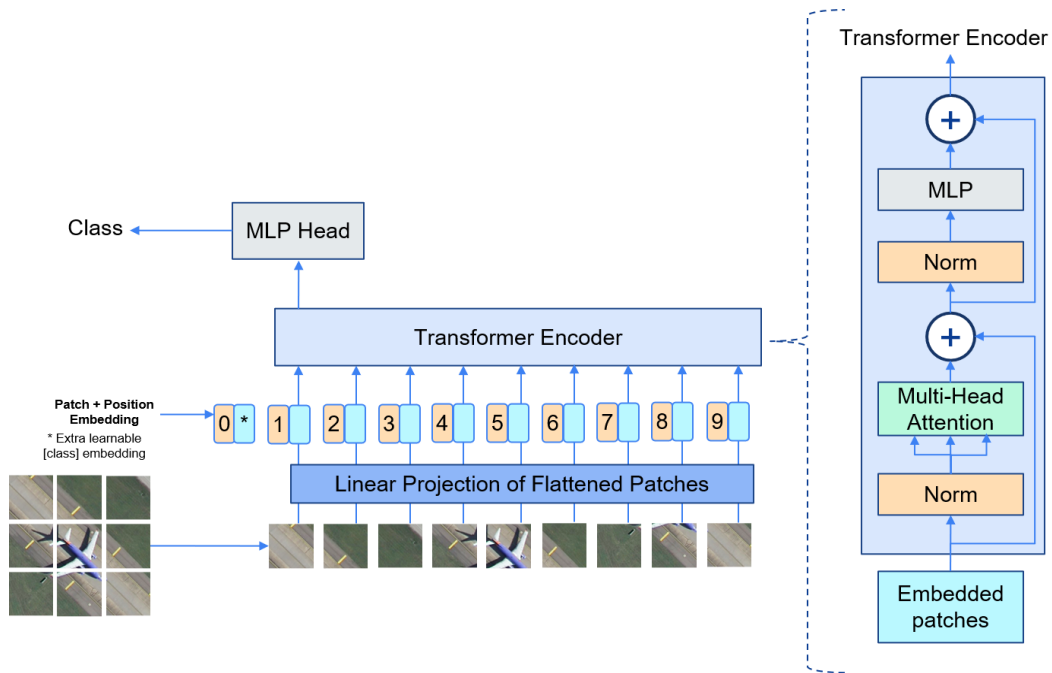 Transformer Encoder
+
MLP
Norm
+
Multi-Head
Attention
Norm
Embedded
patches
Class
MLP Head
Transformer Encoder
Patch + Position
Embedding
* Extra learnable
[class] embedding
0 * 1 2 3 4 5 6 7 8 9
Linear Projection of Flattened Patches